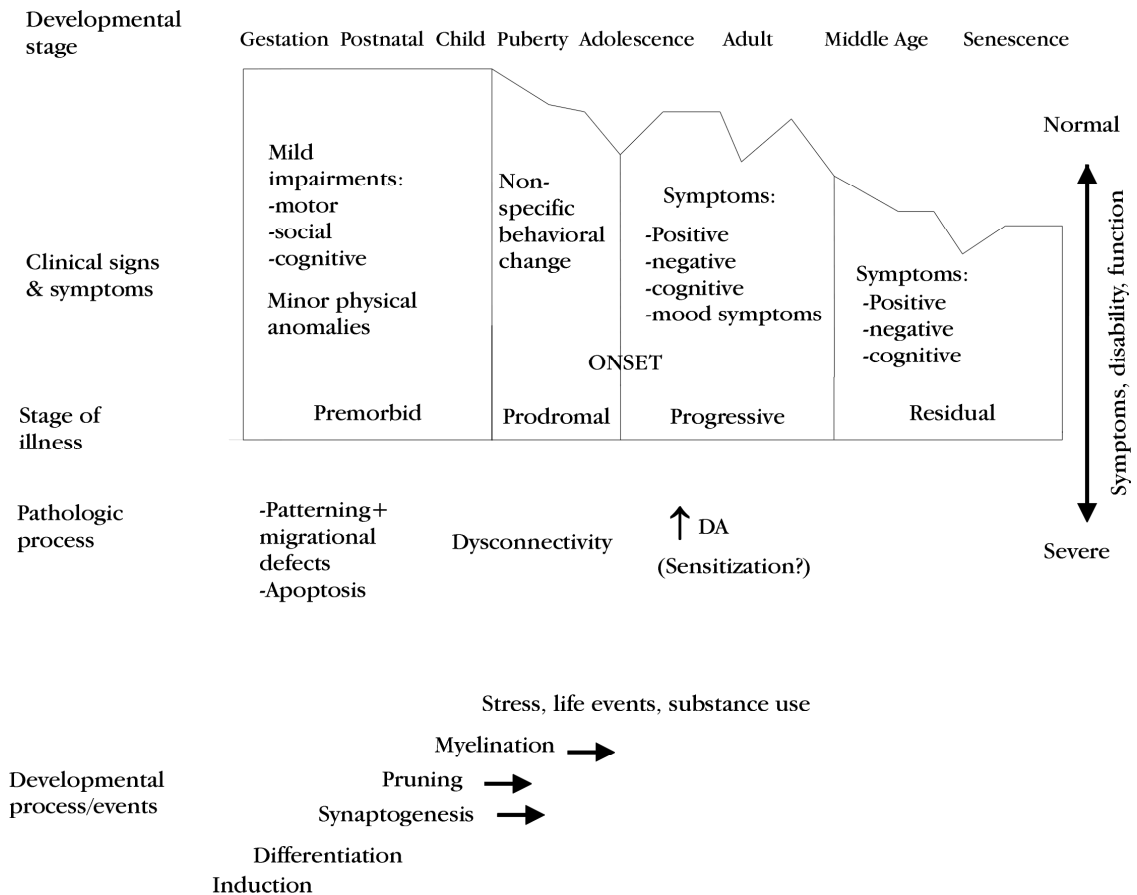 Developmental
stage
Gestation Postnatal Child Puberty Adolescence Adult Middle Age Senescence
Clinical signs
& symptoms
Mild
impairments:
-motor
-social
-cognitive
Minor physical
anomalies
Non-
specific
behavioral
change
ONSET
Symptoms:
-Positive
-negative
-cognitive
-mood symptoms
Symptoms:
-Positive
-negative
-cognitive
Normal
Symptoms, disability, function
Severe
Stage of
illness
Premorbid
Prodromal
Progressive
Residual
Pathologic
process
-Patterning+
migrational
defects
-Apoptosis
Dysconnectivity
↑ DA
(Sensitization?)
Developmental
process/events
Stress, life events, substance use
Myelination
Pruning
Synaptogenesis
Differentiation
Induction